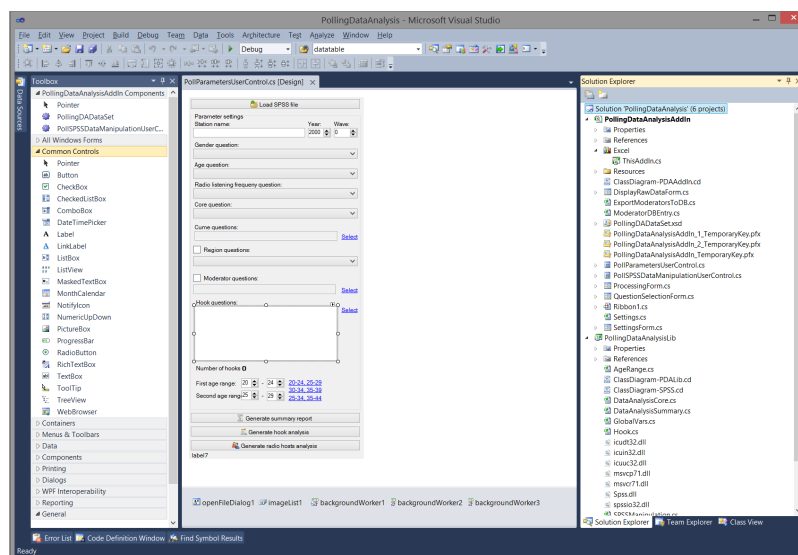 PollingDataAnalysis - Microsoft Visual Studio
File Edit View Project Build Debug Team Data Tools Architecture Test Analyze Window Help
Debug datatable
Data Sources
Toolbox
PollingDataAnalysisAddIn Components
Pointer
PollingDADataSet
PollSPSSDataManipulationUserC...
All Windows Forms
Common Controls
Pointer
Button
CheckBox
CheckedListBox
ComboBox
DateTimePicker
Label
LinkLabel
ListBox
ListView
MaskedTextBox
MonthCalendar
NotifyIcon
NumericUpDown
PictureBox
ProgressBar
RadioButton
RichTextBox
TextBox
ToolTip
TreeView
WebBrowser
Containers
Menus & Toolbars
Data
Components
Printing
Dialogs
WPF Interoperability
Reporting
General
PollParametersUserControl.cs [Design]
Load SPSS file
Parameter settings
Station name: Year: Wave:
2000 0
Gender question:
Age question:
Radio listening frequeny question:
Core question:
Cume questions:
Select
Region questions:
Moderator questions:
Select
Hook questions:
Select
Number of hooks 0
First age range: 20 - 24 20-24, 25-29
30-34, 35-39
Second age rang 25 - 29 25-34, 35-44
Generate summary report
Generate hook analysis
Generate radio hosts analysis
label7
openFileDialog1 imageList1 backgroundWorker1 backgroundWorker2 backgroundWorker3
Solution Explorer
Solution 'PollingDataAnalysis' (6 projects)
PollingDataAnalysisAddIn
Properties
References
Excel
ThisAddIn.cs
Resources
ClassDiagram-PDAAddIn.cd
DisplayRawDataForm.cs
ExportModeratorsToDB.cs
ModeratorDBEntry.cs
PollingDADataSet.xsd
PollingDataAnalysisAddIn_1_TemporaryKey.pfx
PollingDataAnalysisAddIn_2_TemporaryKey.pfx
PollingDataAnalysisAddIn_TemporaryKey.pfx
PollParametersUserControl.cs
PollSPSSDataManipulationUserControl.cs
ProcessingForm.cs
QuestionSelectionForm.cs
Ribbon1.cs
Settings.cs
SettingsForm.cs
PollingDataAnalysisLib
Properties
References
AgeRange.cs
ClassDiagram-PDALib.cd
ClassDiagram-SPSS.cd
DataAnalysisCore.cs
DataAnalysisSummary.cs
GlobalVars.cs
Hook.cs
icudt32.dll
icuin32.dll
icuuc32.dll
msvcp71.dll
msvcr71.dll
Spss.dll
spssio32.dll
SPSSManipulation.cs
Solution Explorer Team Explorer Class View
Error List Code Definition Window Find Symbol Results
Ready